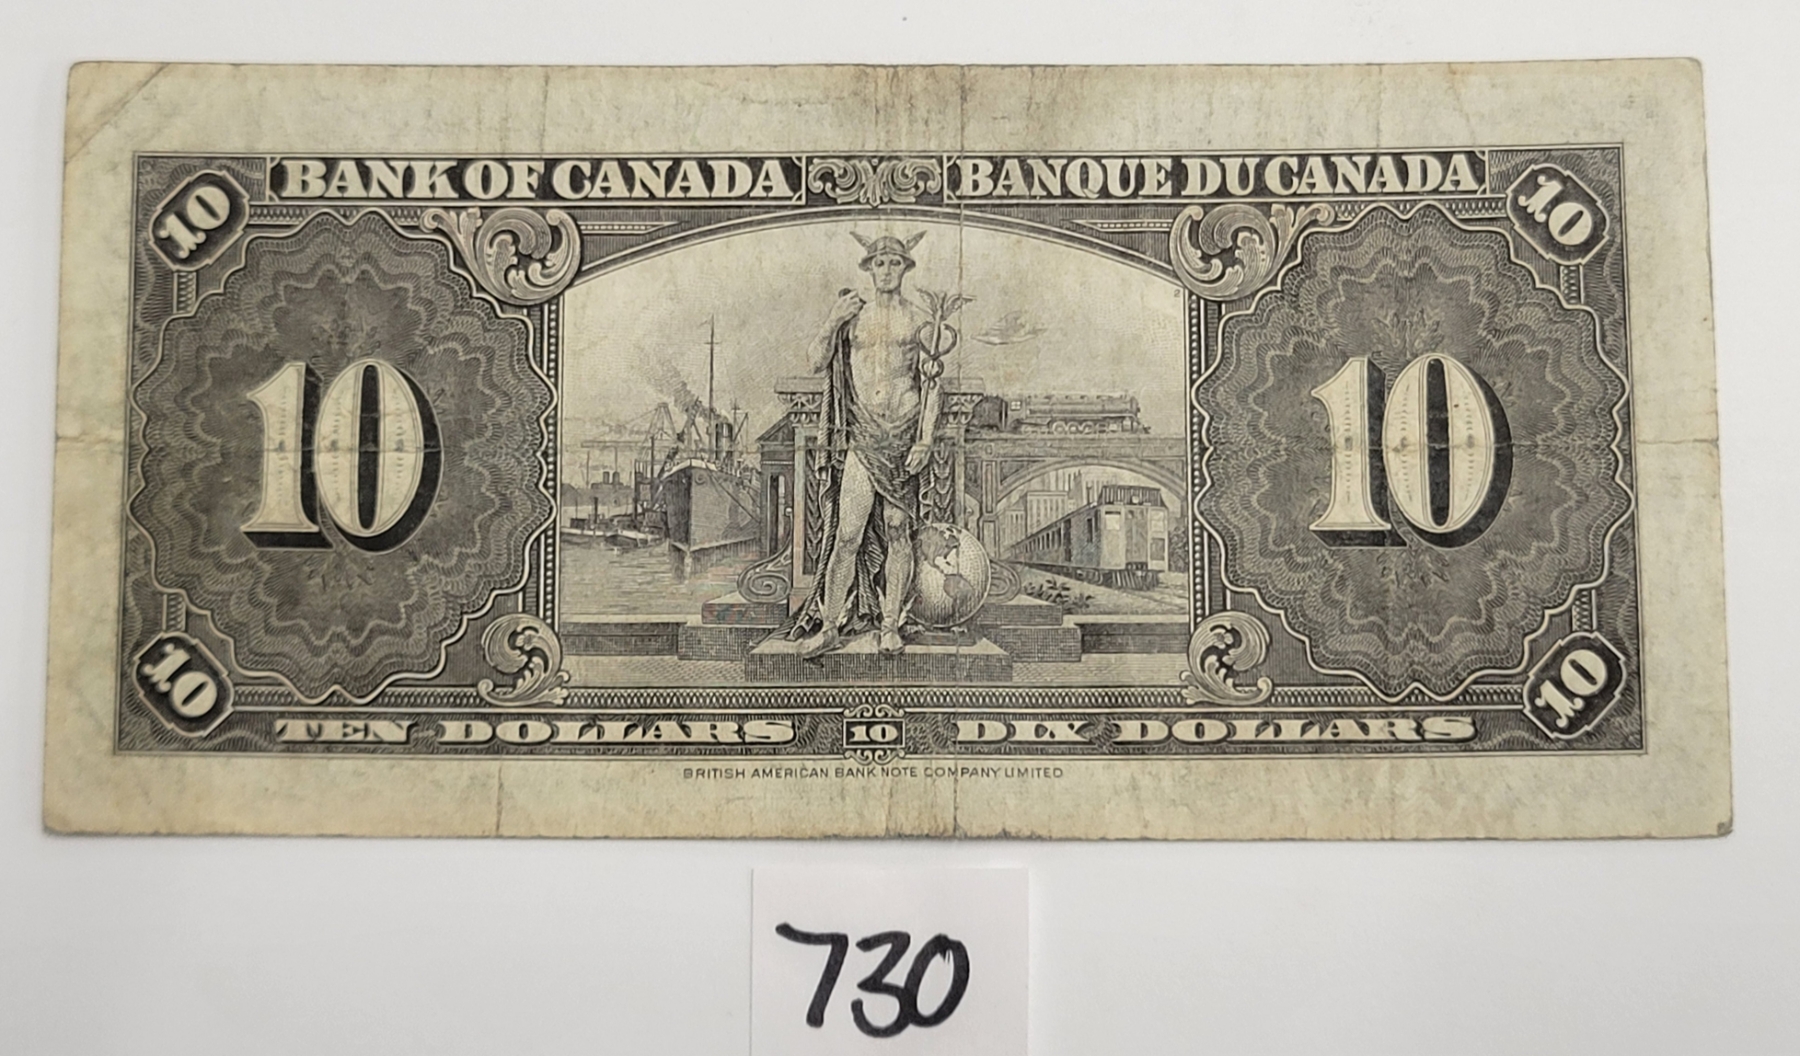 BANK OF CANADA BANQUE DU CANADA
10 10
10 10
10 10
TEN DOLLARS 10 DIX DOLLARS
BRITISH AMERICAN BANK NOTE COMPANY LIMITED
730